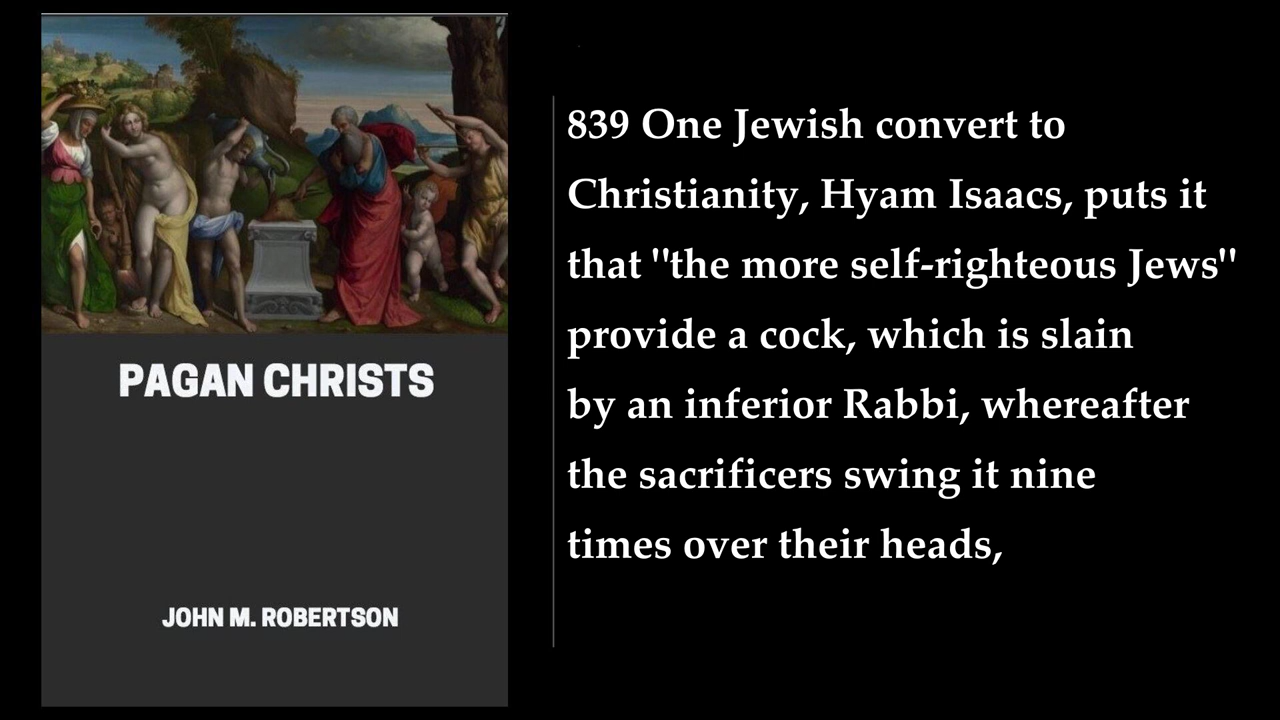 PAGAN CHRISTS
JOHN M. ROBERTSON
839 One Jewish convert to
Christianity, Hyam Isaacs, puts it
that "the more self-righteous Jews"
provide a cock, which is slain
by an inferior Rabbi, whereafter
the sacrificers swing it nine
times over their heads,